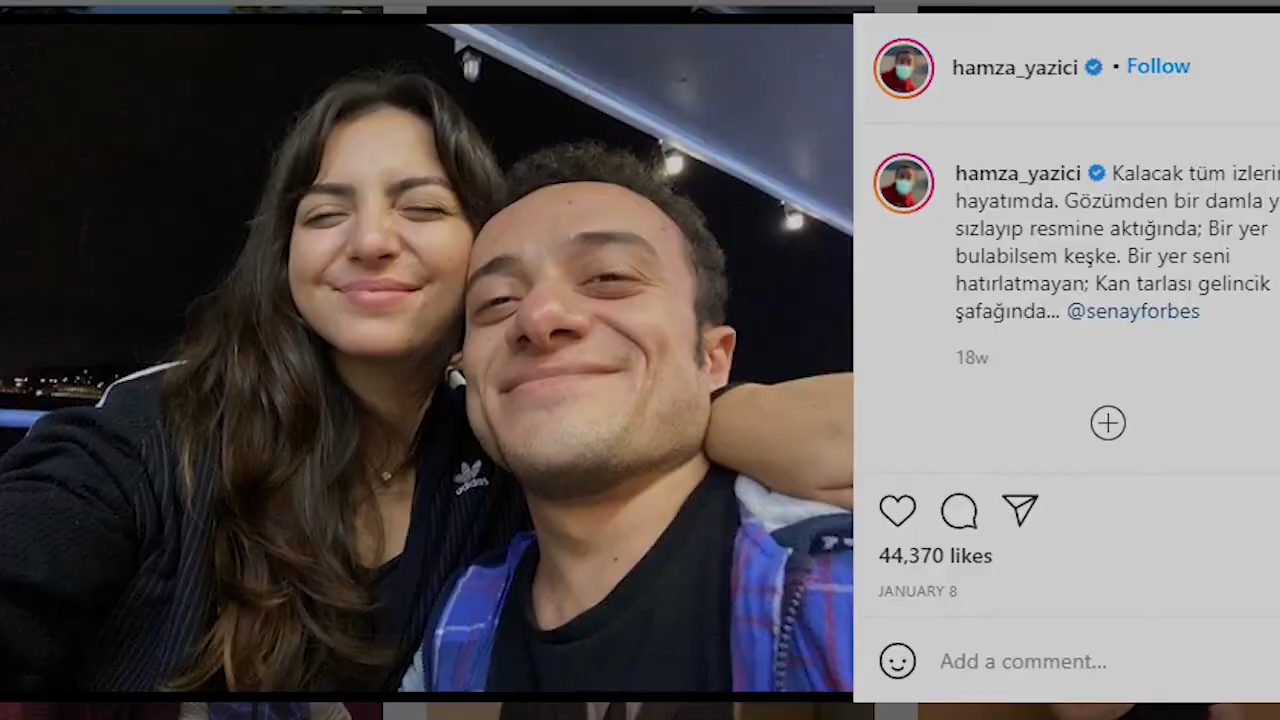 hamza_yazici • Follow
hamza_yazici Kalacak tüm
hayatımda. Gözümden bir damla
sızlayıp resmine aktığında; Bir yer
bulabilsem keşke. Bir yer seni
hatırlatmayan; Kan tarlası gelincik
şafağında... @senayforbes
18w
adidas
44,370 likes
JANUARY 8
Add a comment...